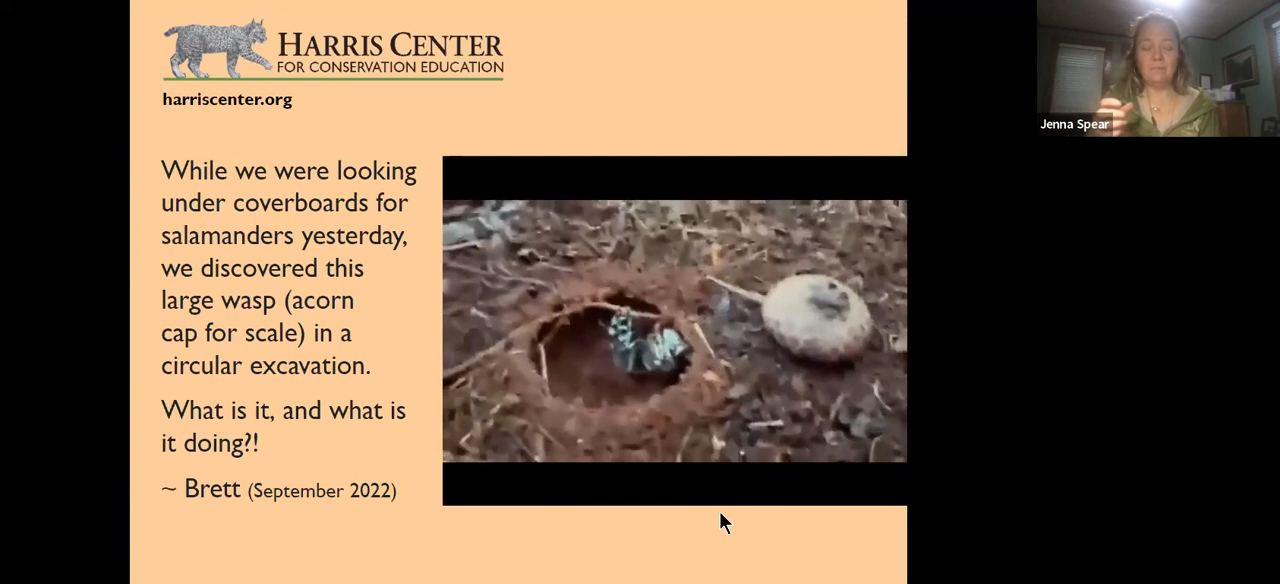 HARRIS CENTER
FOR CONSERVATION EDUCATION
harriscenter.org
While we were looking
under coverboards for
salamanders yesterday,
we discovered this
large wasp (acorn
cap for scale) in a
circular excavation.
What is it, and what is
it doing?!
~ Brett (September 2022)
Jenna Spear